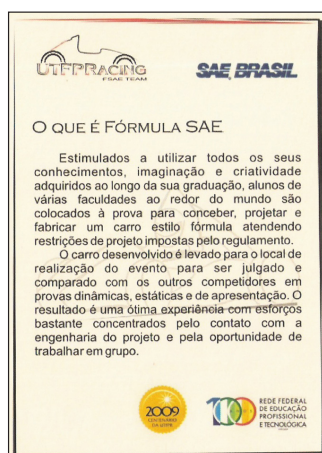 UTFPRACING
FSAE TEAM
SAE BRASIL
O QUE É FÓRMULA SAE
Estimulados a utilizar todos os seus
conhecimentos, imaginação e criatividade
adquiridos ao longo da sua graduação, alunos de
várias faculdades ao redor do mundo são
colocados à prova para conceber, projetar e
fabricar um carro estilo fórmula atendendo
restrições de projeto impostas pelo regulamento.
O carro desenvolvido é levado para o local de
realização do evento para ser julgado e
comparado com os outros competidores em
provas dinâmicas, estáticas e de apresentação. O
resultado é uma ótima experiência com esforços
bastante concentrados pelo contato com a
engenharia do projeto e pela oportunidade de
trabalhar em grupo.
2009
100
REDE FEDERAL
DE EDUCAÇÃO
PROFISSIONAL
E TECNOLÓGICA